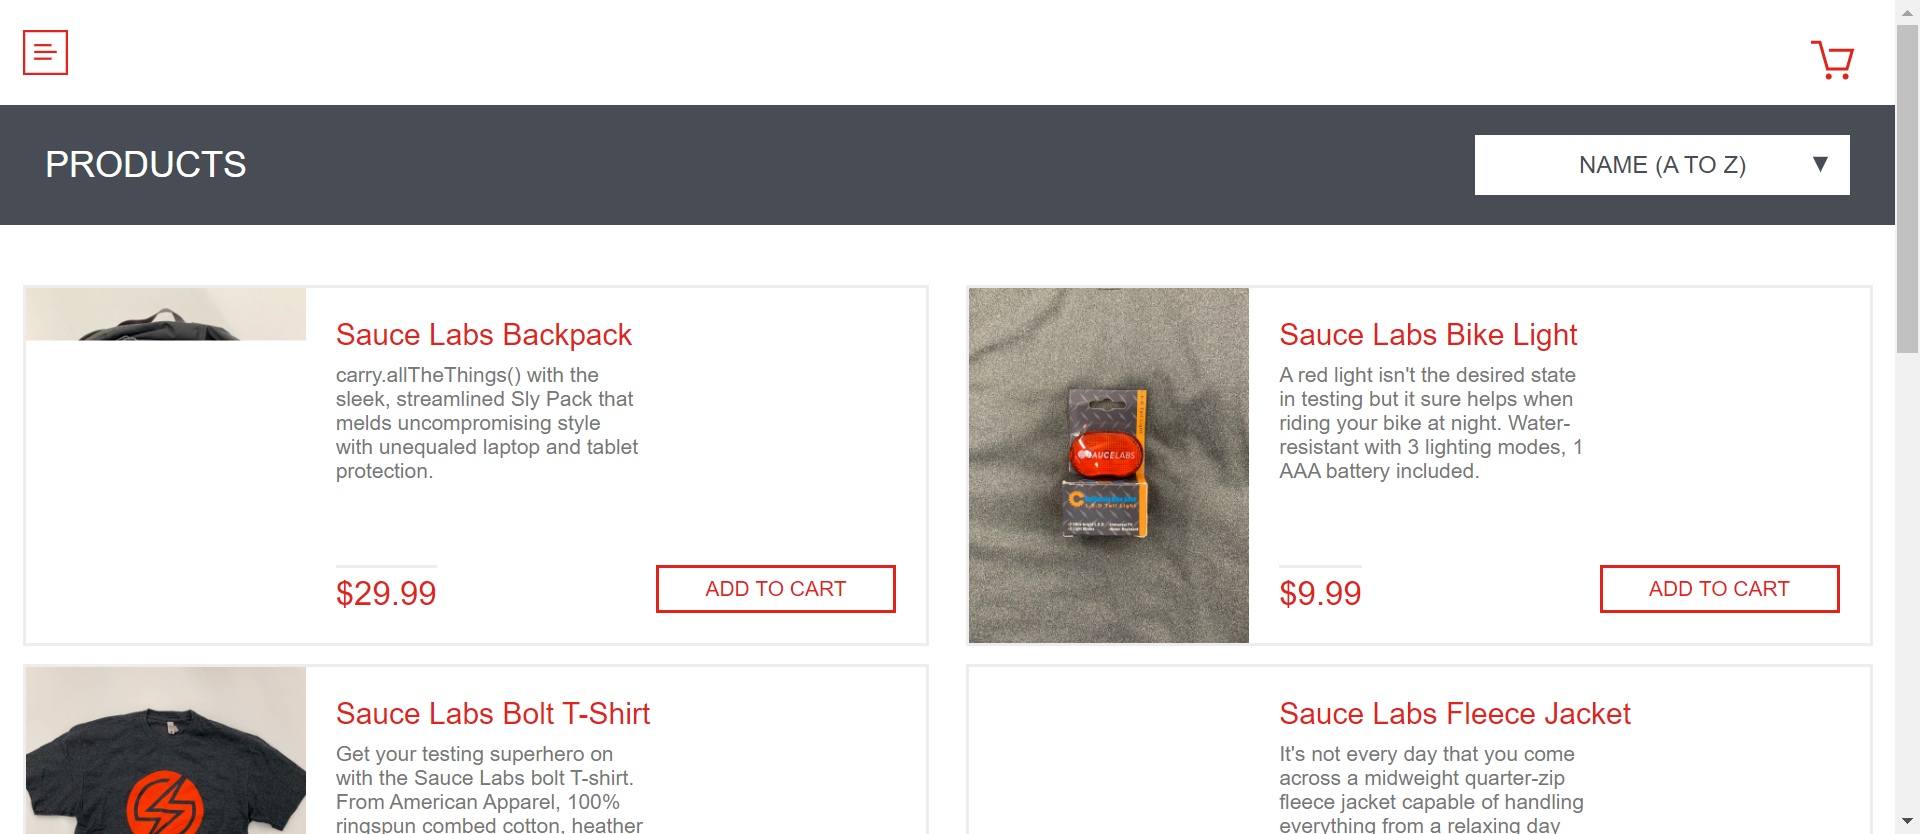 PRODUCTS
NAME (A TO Z)
Sauce Labs Backpack
carry.allTheThings() with the
sleek, streamlined Sly Pack that
melds uncompromising style
with unequaled laptop and tablet
protection.
$29.99
ADD TO CART
Sauce Labs Bike Light
A red light isn't the desired state
in testing but it sure helps when
riding your bike at night. Water-
resistant with 3 lighting modes, 1
AAA battery included.
$9.99
ADD TO CART
SAUCELABS
Sauce Labs Bolt T-Shirt
Get your testing superhero on
with the Sauce Labs bolt T-shirt.
From American Apparel, 100%
ringspun combed cotton, heather
Sauce Labs Fleece Jacket
It's not every day that you come
across a midweight quarter-zip
fleece jacket capable of handling
everything from a relaxing day